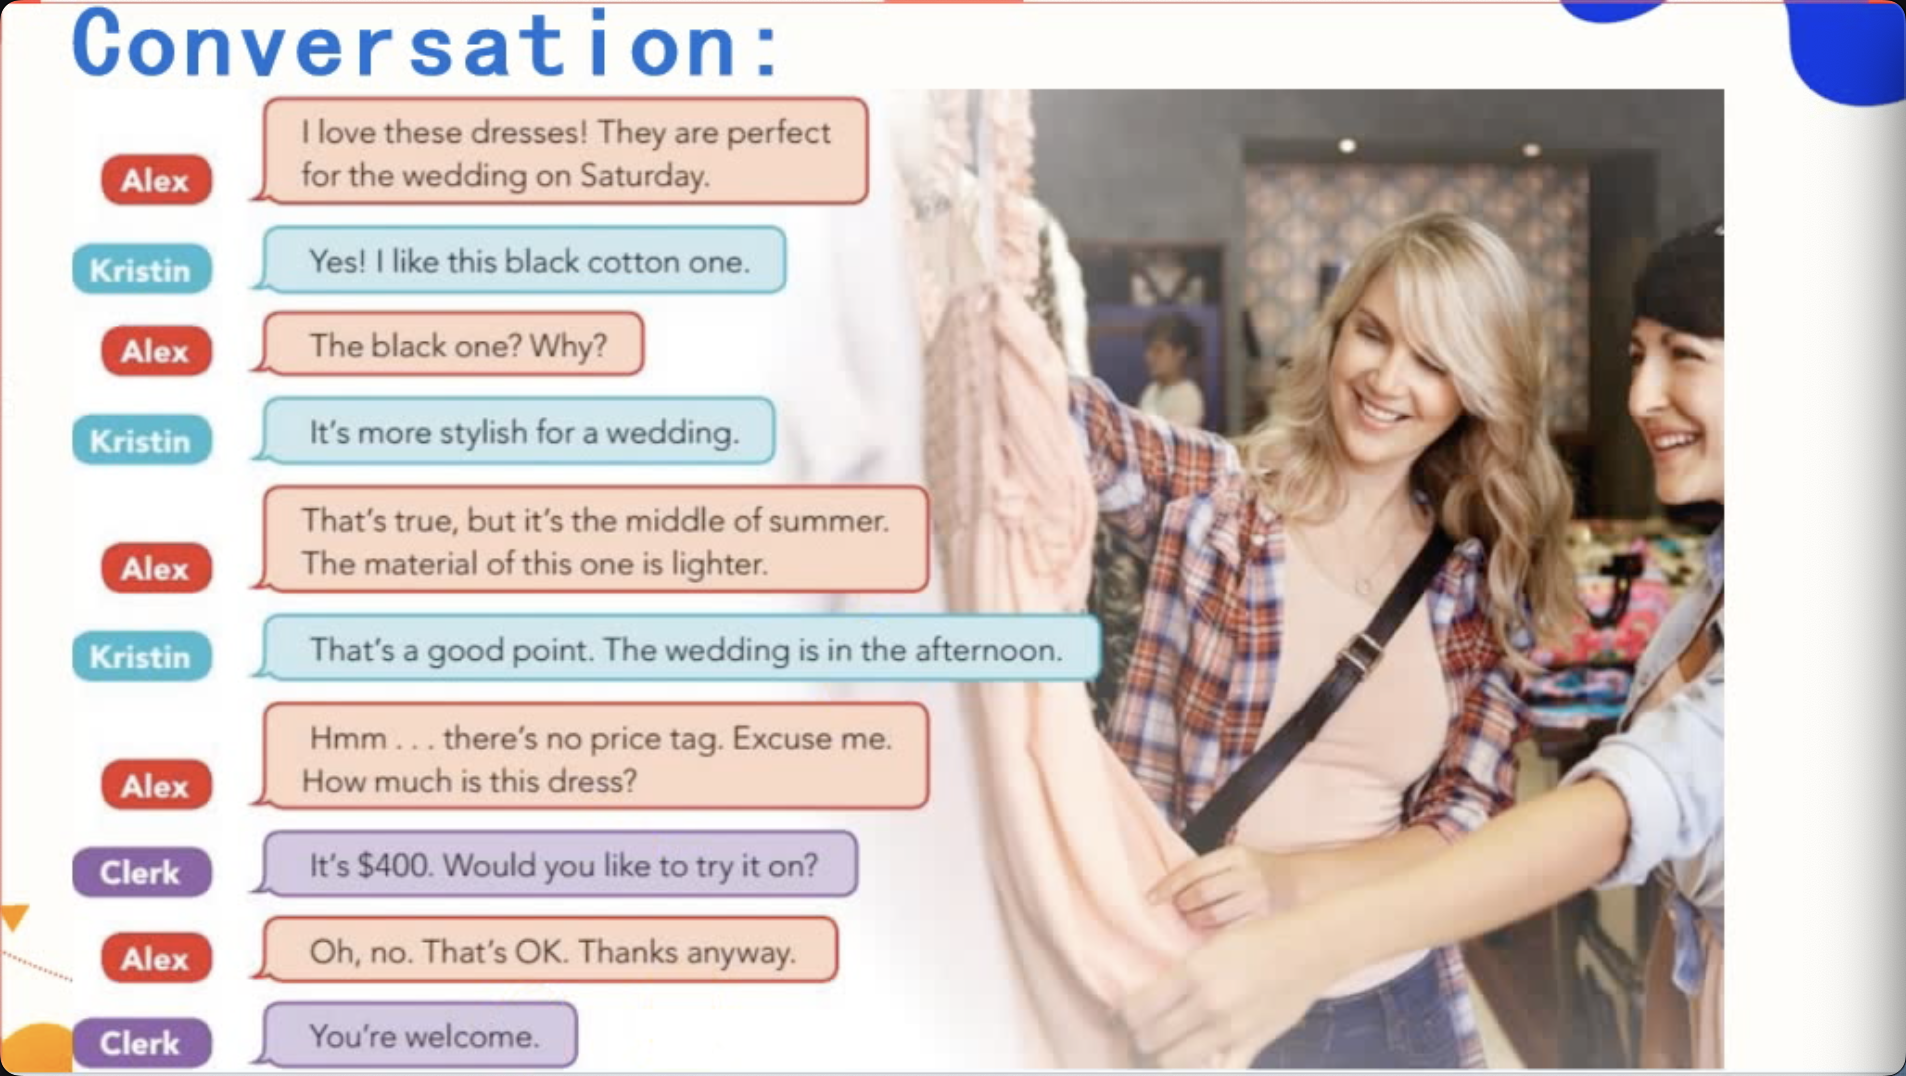 Conversation:
Alex
I love these dresses! They are perfect
for the wedding on Saturday.
Kristin
Yes! I like this black cotton one.
Alex
The black one? Why?
Kristin
It's more stylish for a wedding.
Alex
That's true, but it's the middle of summer.
The material of this one is lighter.
Kristin
That's a good point. The wedding is in the afternoon.
Alex
Hmm . . . there's no price tag. Excuse me.
How much is this dress?
Clerk
It's $400. Would you like to try it on?
Alex
Oh, no. That's OK. Thanks anyway.
Clerk
You're welcome.